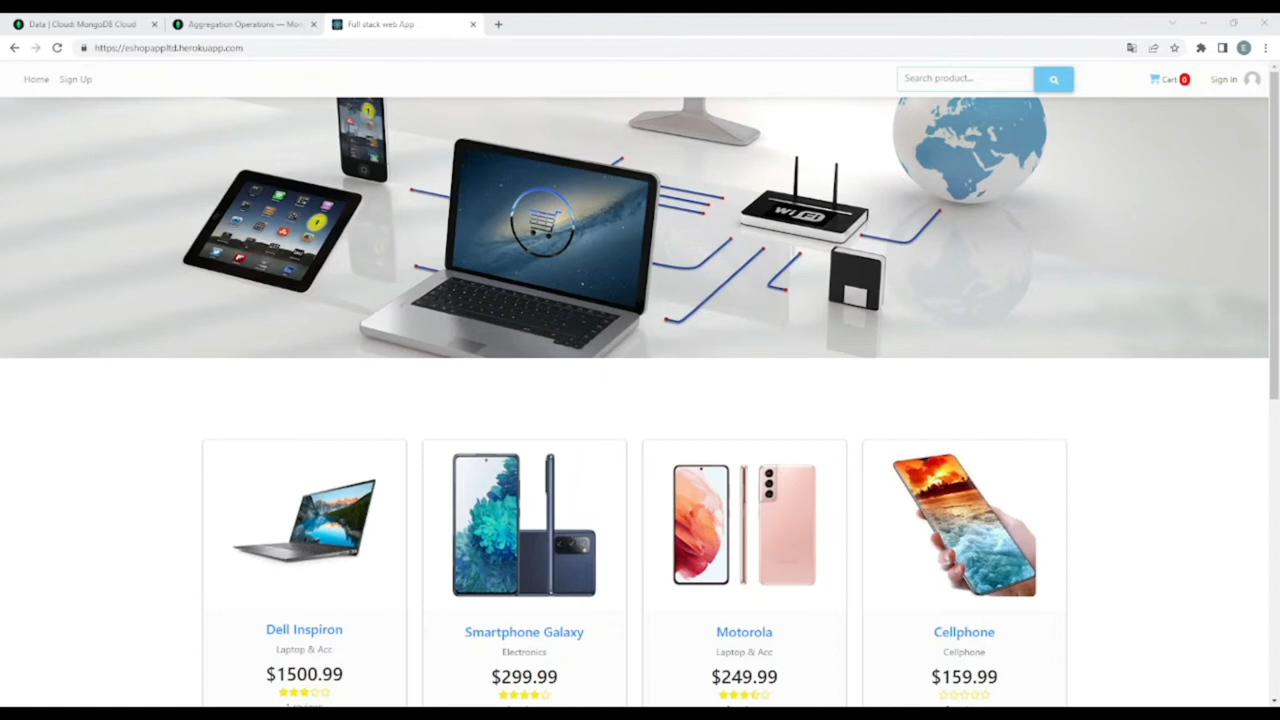 Data | Cloud: MongoDB Cloud
Aggregation Operations — Mon
Full stack web App
https://eshopappltd.herokuapp.com
E
Home Sign Up
Search product...
Cart 0 Sign In
WiFi
Dell Inspiron
Laptop & Acc
$1500.99
Smartphone Galaxy
Electronics
$299.99
Motorola
Laptop & Acc
$249.99
Cellphone
Cellphone
$159.99